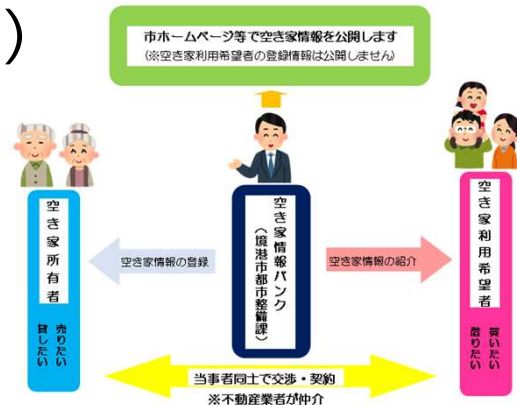 )
市ホームページ等で空き家情報を公開します
(※空き家利用希望者の登録情報は公開しません)
空き家所有者
売りたい
貸したい
空き家情報の登録
空き家情報バンク
(境港市都市整備課)
空き家情報の紹介
空き家利用希望者
買いたい
借りたい
当事者同士で交渉・契約
※不動産業者が仲介